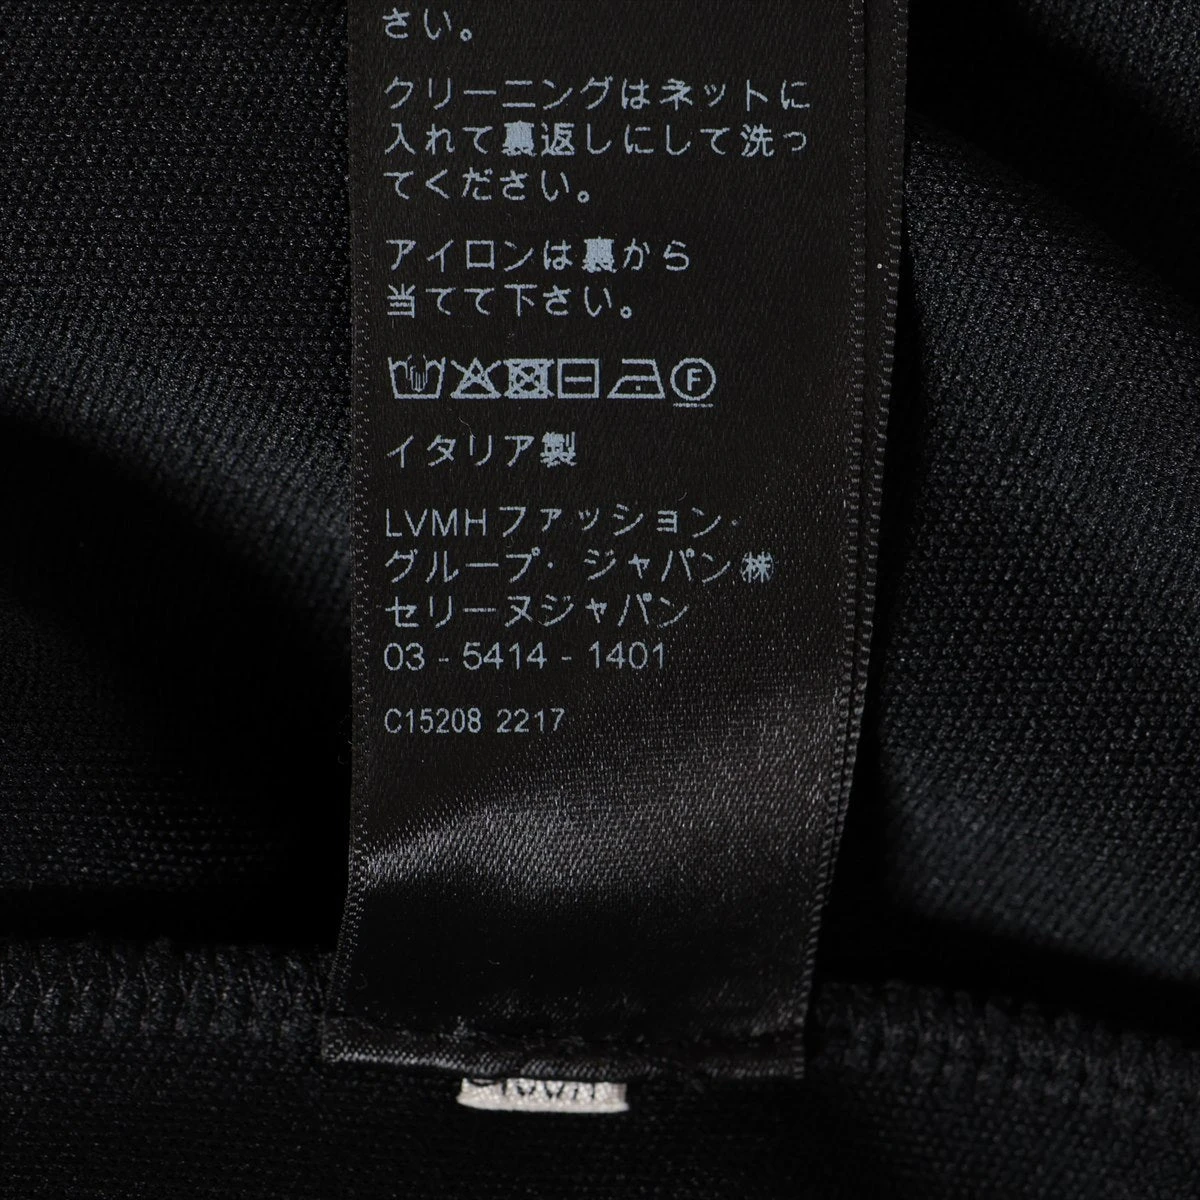 さい。
クリーニングはネットに
入れて裏返しにして洗っ
てください。
アイロンは裏から
当てて下さい。
F
イタリア製
LVMHファッション・
グループ・ジャパン㈱
セリーヌジャパン
03 - 5414 - 1401
C15208 2217